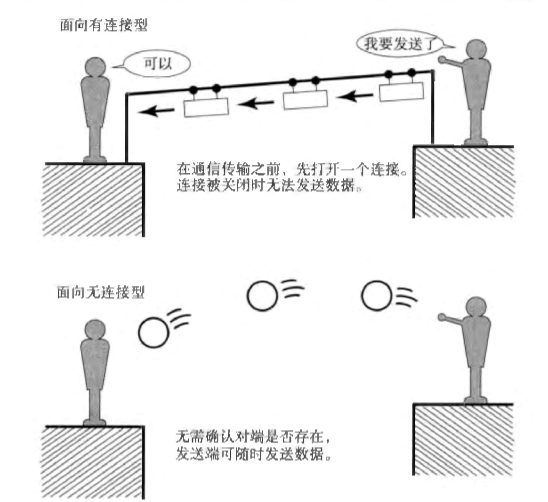 面向有连接型
我要发送了
可以
在通信传输之前，先打开一个连接。
连接被关闭时无法发送数据。
面向无连接型
无需确认对端是否存在，
发送端可随时发送数据。